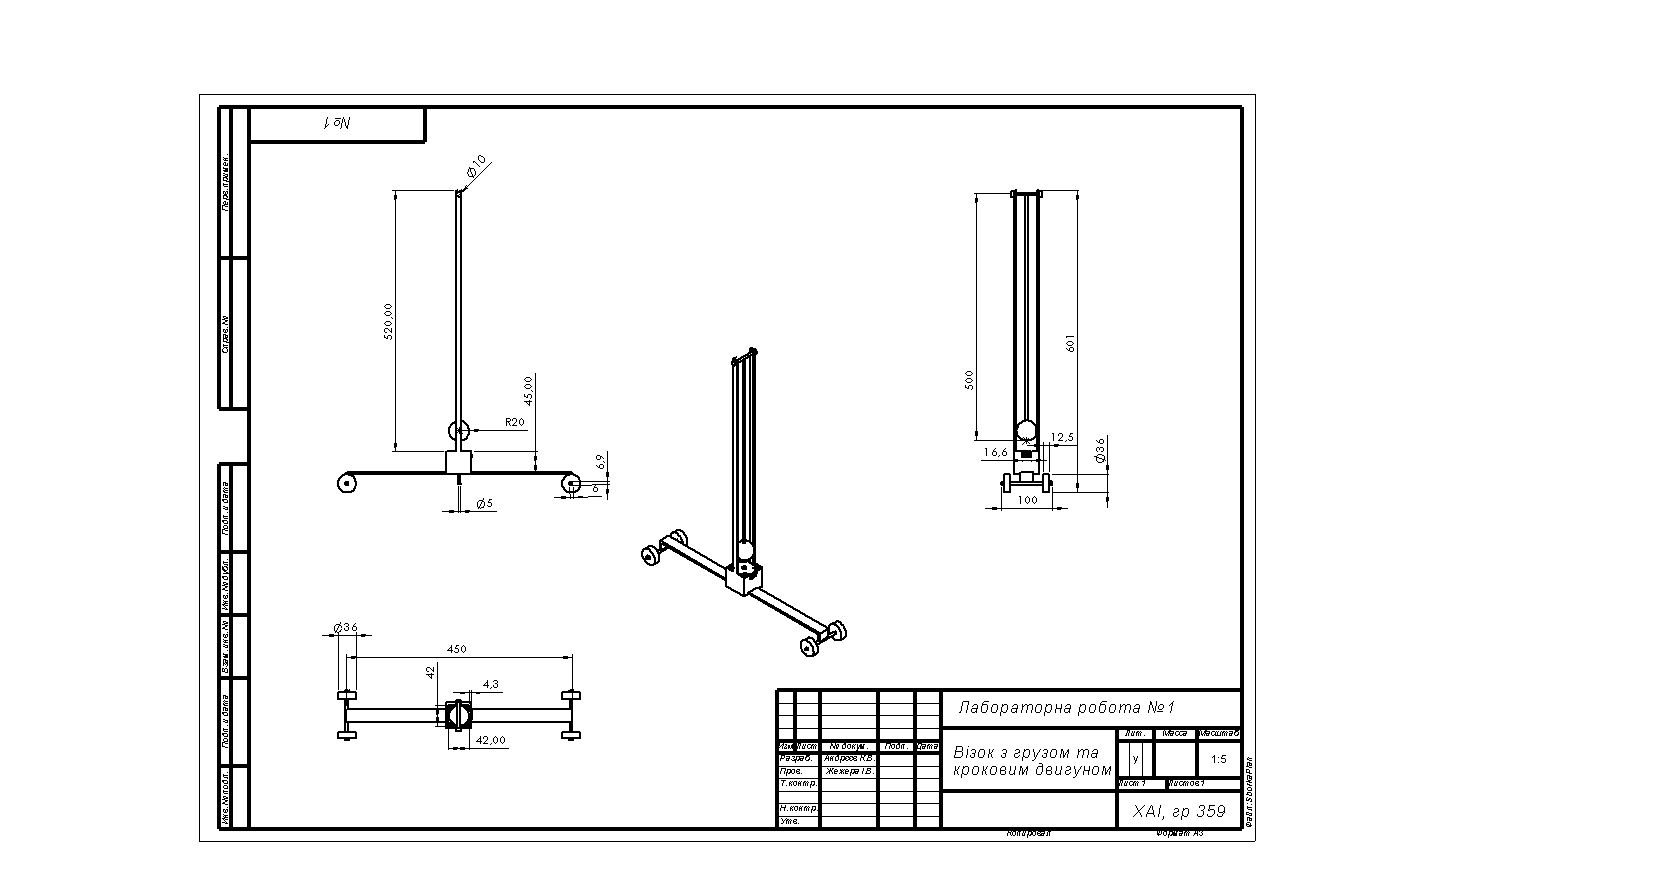 №1
Перв. примен.
Справ. №
Подп. и дата
Инв. № дубл.
Взам. инв. №
Подп. и дата
Инв. № подл.
Ø10
520,00
45,00
R20
6,9
6
Ø5
500
601
12,5
16,6
Ø36
100
Ø36
450
42
4,3
42,00
Изм Лист № докум. Подп. Дата
Разраб.
Пров. Жежера І.В.
Т.контр.
Н.контр.
Утв.
Лабораторна робота №1
Візок з грузом та
кроковим двигуном
Лит. Масса Масштаб
у 1:5
Лист 1 Листов 1
ХАІ, гр 359
Копировал Формат А3